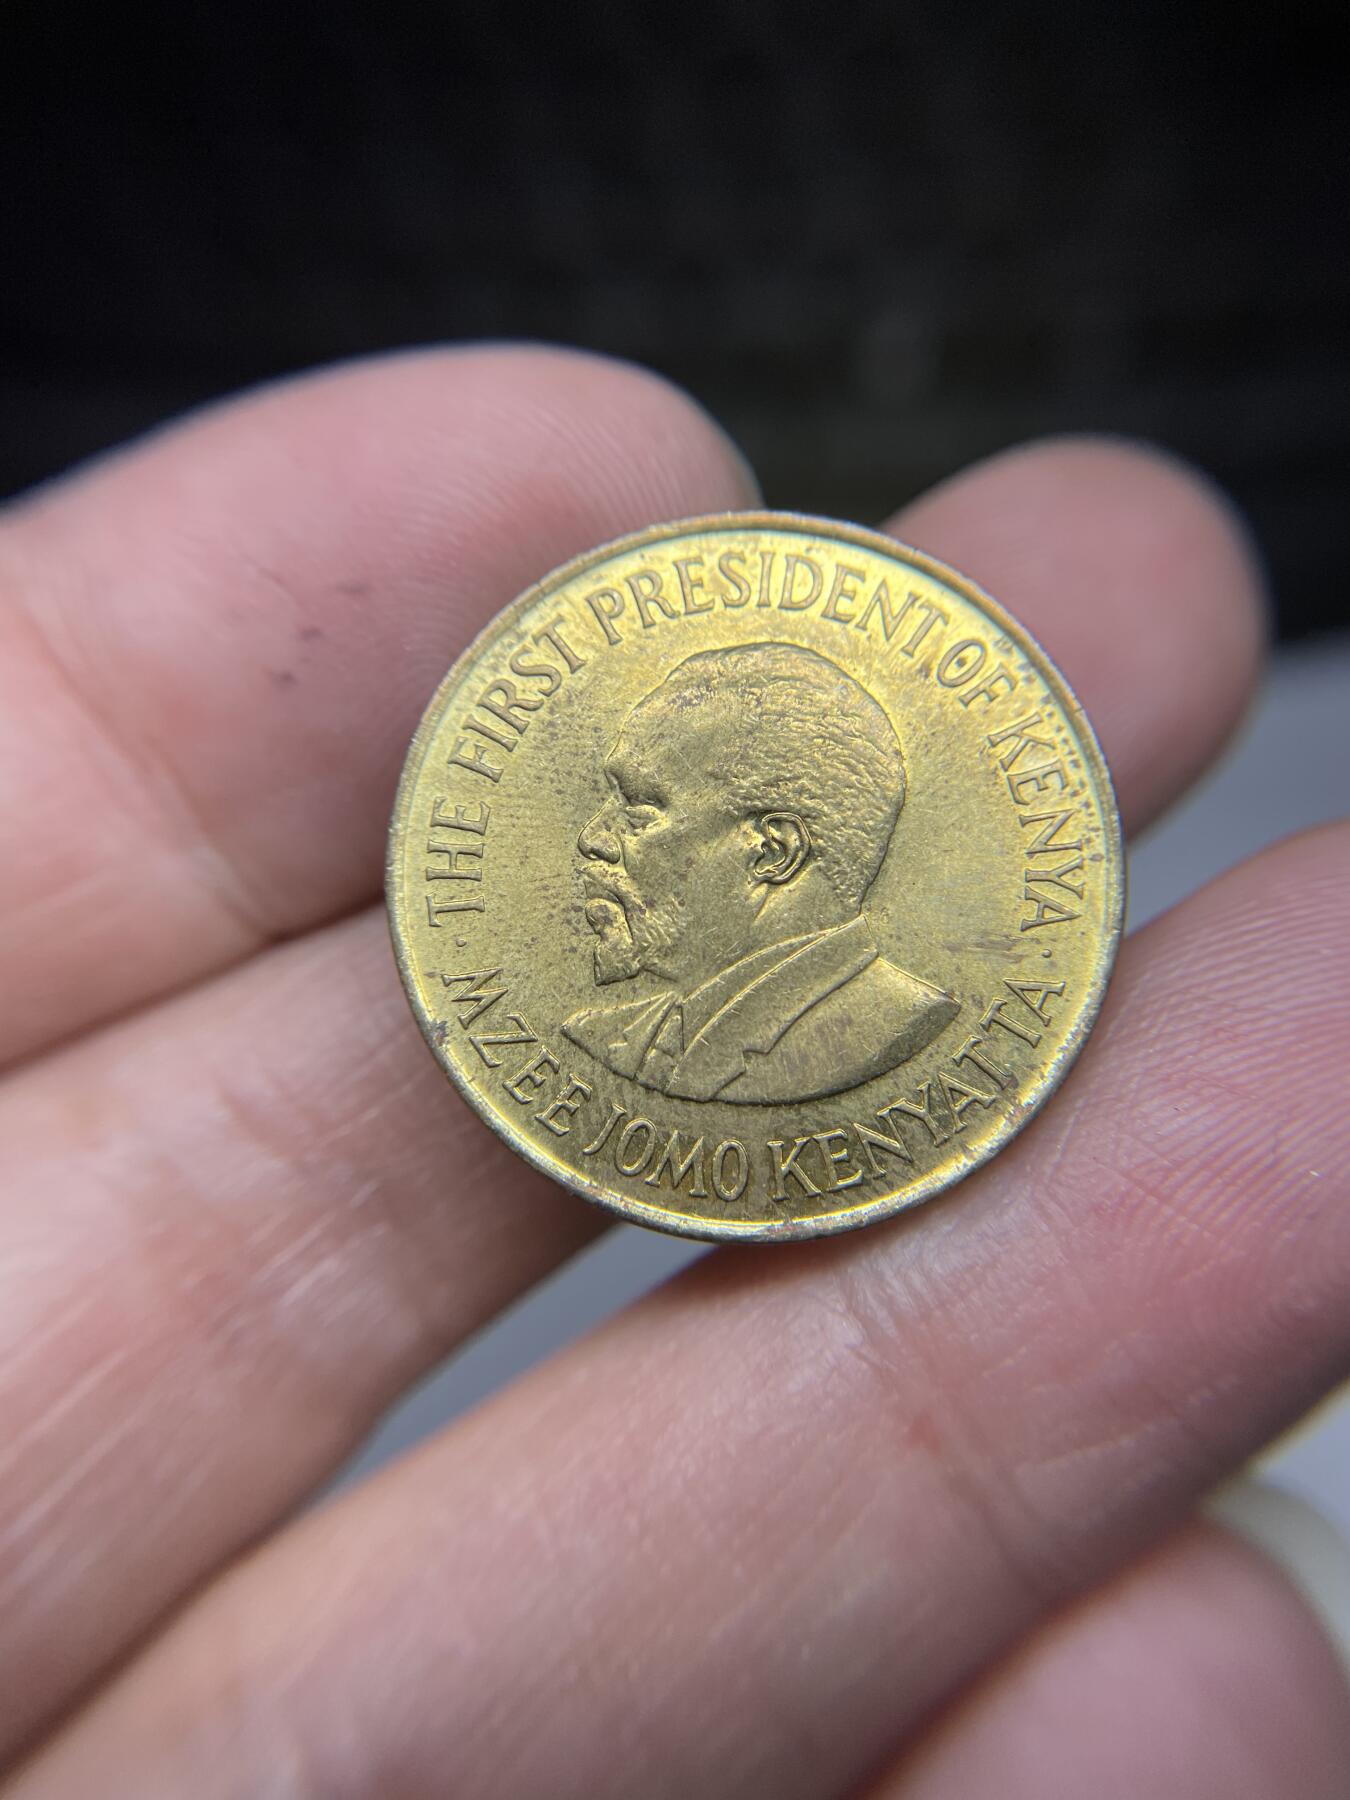 · THE FIRST PRESIDENT OF KENYA ·
MZEE JOMO KENYATTA